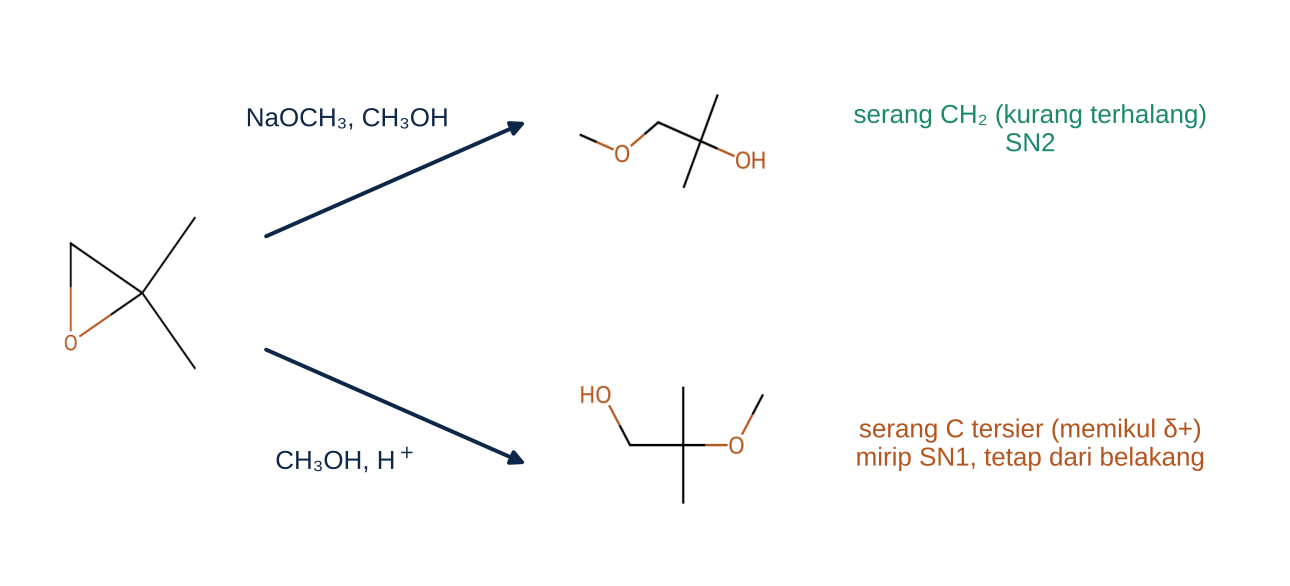 NaOCH₃, CH₃OH
O
OH
serang CH₂ (kurang terhalang)
SN2
O
CH₃OH, H⁺
HO
O
serang C tersier (memikul δ+)
mirip SN1, tetap dari belakang